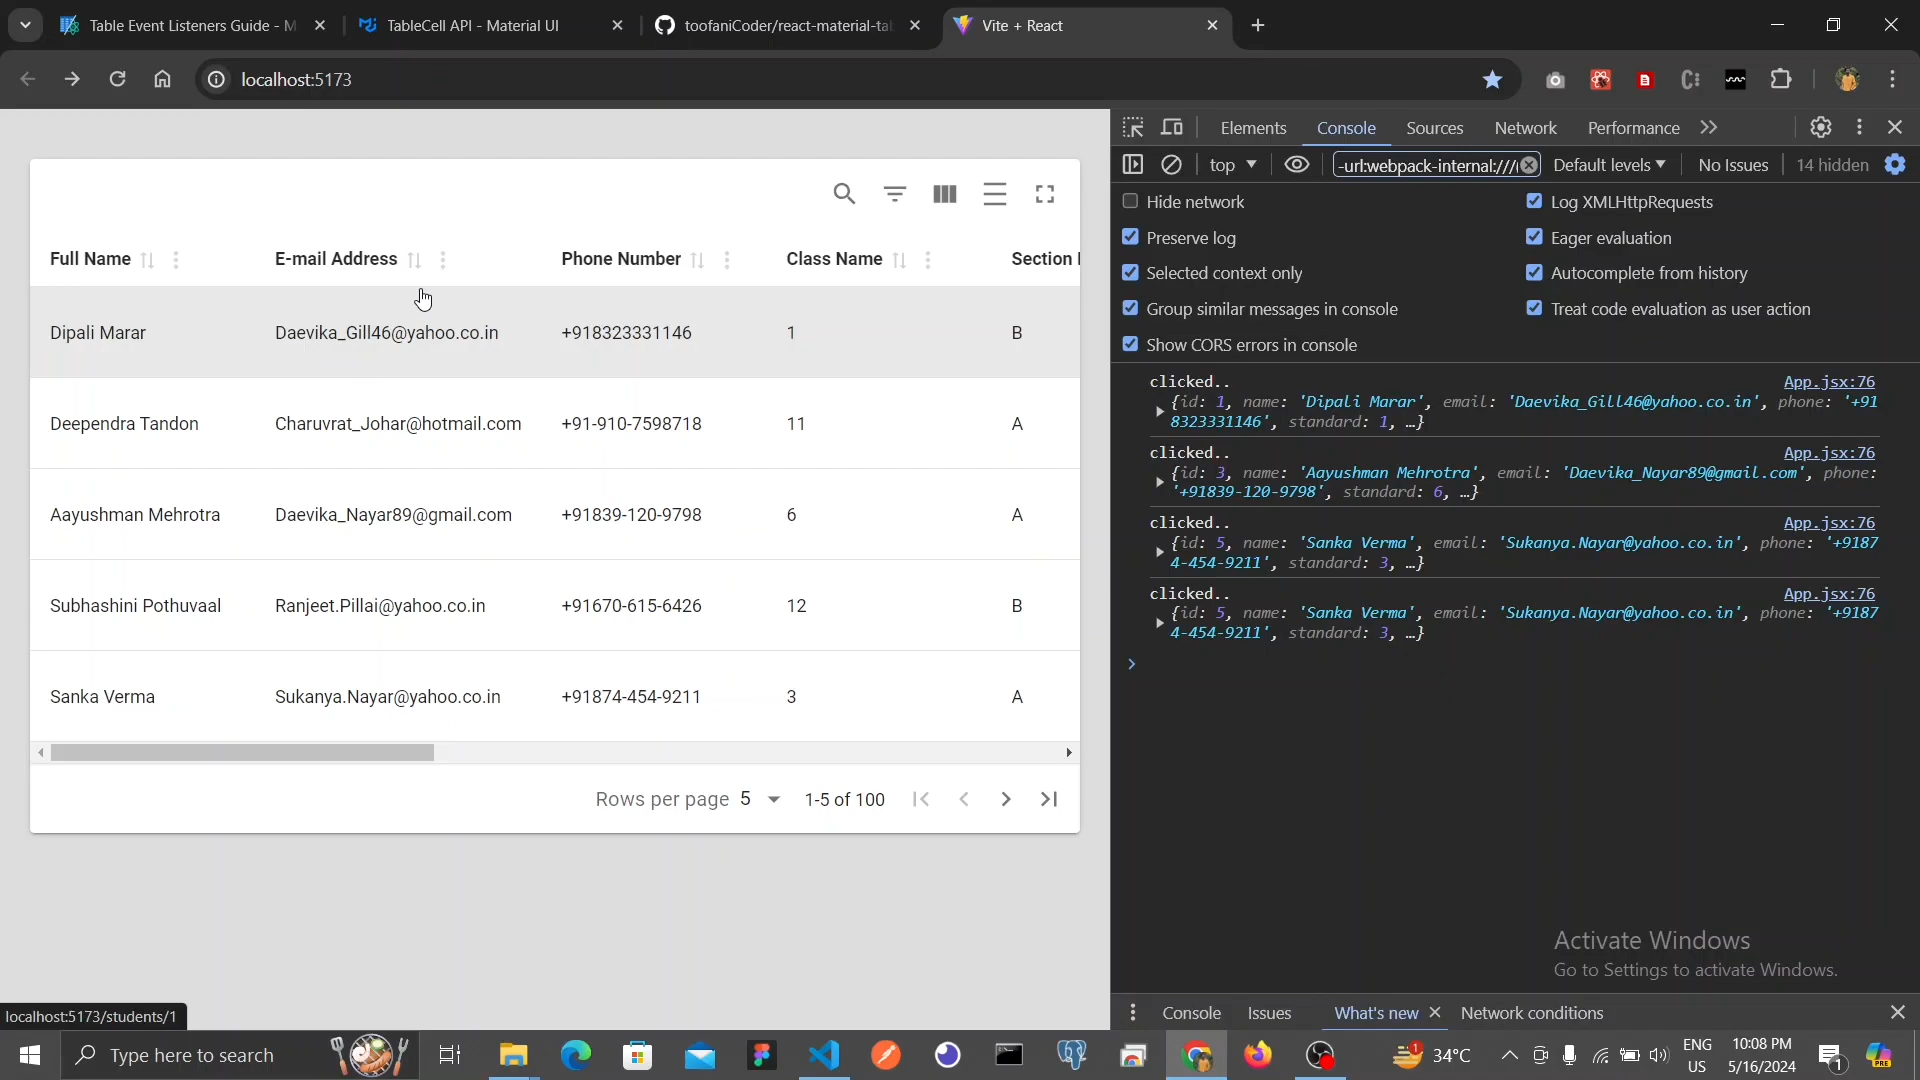 Table Event Listeners Guide - M
TableCell API - Material UI
toofaniCoder/react-material-ta
Vite + React
localhost:5173
Elements
Console
Sources
Network
Performance
top
-url:webpack-internal:///
Default levels
No Issues
14 hidden
Hide network
Log XMLHttpRequests
Preserve log
Eager evaluation
Selected context only
Autocomplete from history
Group similar messages in console
Treat code evaluation as user action
Show CORS errors in console
Full Name
E-mail Address
Phone Number
Class Name
Section
Dipali Marar
Daevika_Gill46@yahoo.co.in
+918323331146
1
B
Deependra Tandon
Charuvrat_Johar@hotmail.com
+91-910-7598718
11
A
Aayushman Mehrotra
Daevika_Nayar89@gmail.com
+91839-120-9798
6
A
Subhashini Pothuvaal
Ranjeet.Pillai@yahoo.co.in
+91670-615-6426
12
B
Sanka Verma
Sukanya.Nayar@yahoo.co.in
+91874-454-9211
3
A
Rows per page
5
1-5 of 100
clicked..
App.jsx:76
{id: 1, name: 'Dipali Marar', email: 'Daevika_Gill46@yahoo.co.in', phone: '+91
8323331146', standard: 1, …}
clicked..
App.jsx:76
{id: 3, name: 'Aayushman Mehrotra', email: 'Daevika_Nayar89@gmail.com', phone:
'+91839-120-9798', standard: 6, …}
clicked..
App.jsx:76
{id: 5, name: 'Sanka Verma', email: 'Sukanya.Nayar@yahoo.co.in', phone: '+9187
4-454-9211', standard: 3, …}
clicked..
App.jsx:76
{id: 5, name: 'Sanka Verma', email: 'Sukanya.Nayar@yahoo.co.in', phone: '+9187
4-454-9211', standard: 3, …}
Activate Windows
Go to Settings to activate Windows.
Console
Issues
What's new
Network conditions
localhost:5173/students/1
Type here to search
34°C
ENG
US
10:08 PM
5/16/2024
1